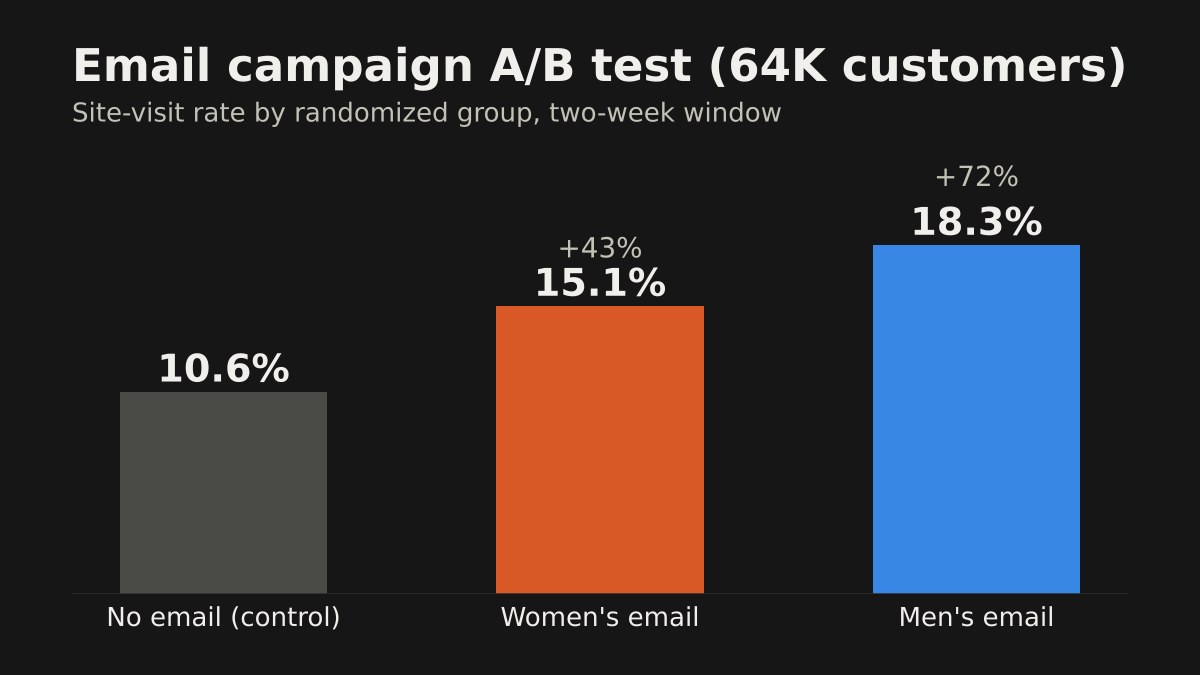 Email campaign A/B test (64K customers)
Site-visit rate by randomized group, two-week window
10.6%
+43%
15.1%
+72%
18.3%
No email (control)
Women's email
Men's email